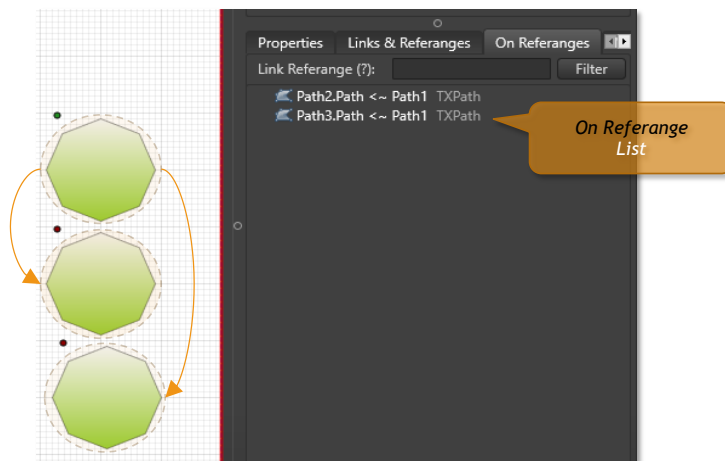 Properties Links & Referanges On Referanges
Link Referange (?): Filter
Path2.Path <~ Path1 TXPath
Path3.Path <~ Path1 TXPath
On Referange
List